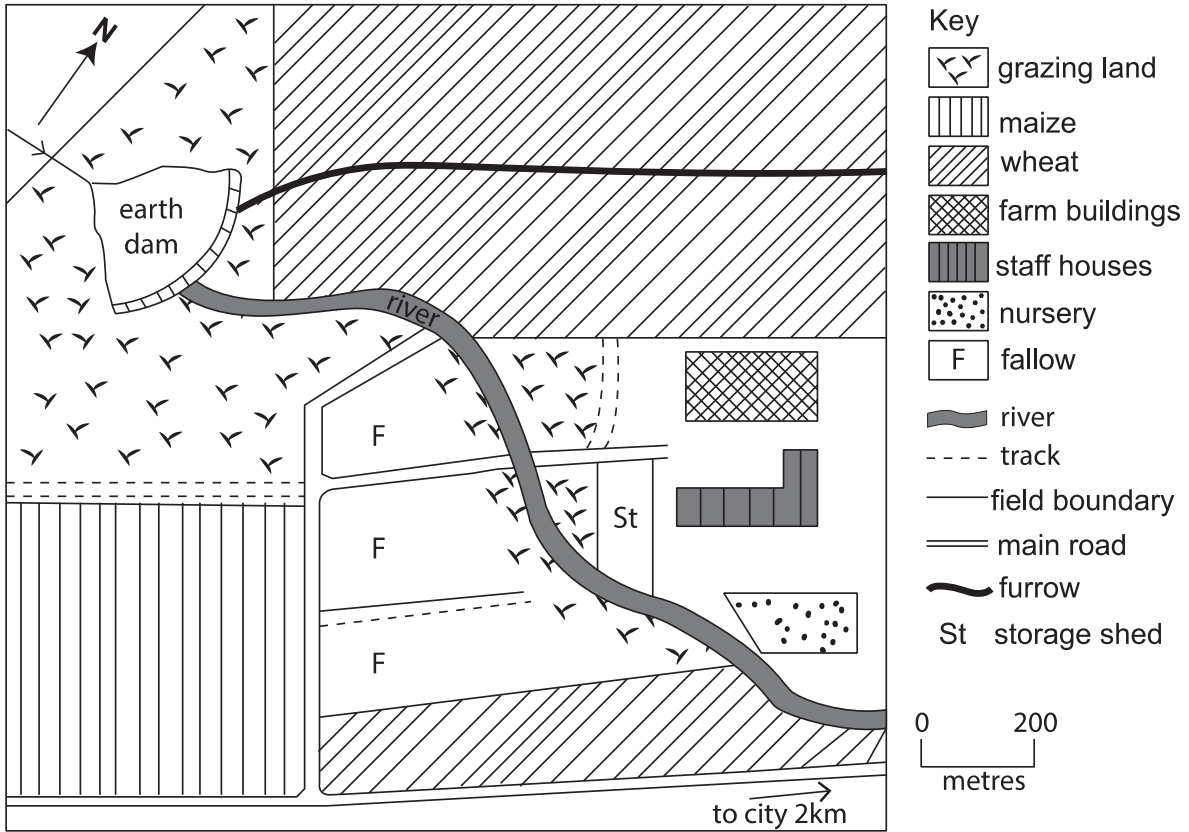 N
earth
dam
river
F
St
F
F
to city 2km
Key
grazing land
maize
wheat
farm buildings
staff houses
nursery
F fallow
river
track
field boundary
main road
furrow
St storage shed
0 200
metres